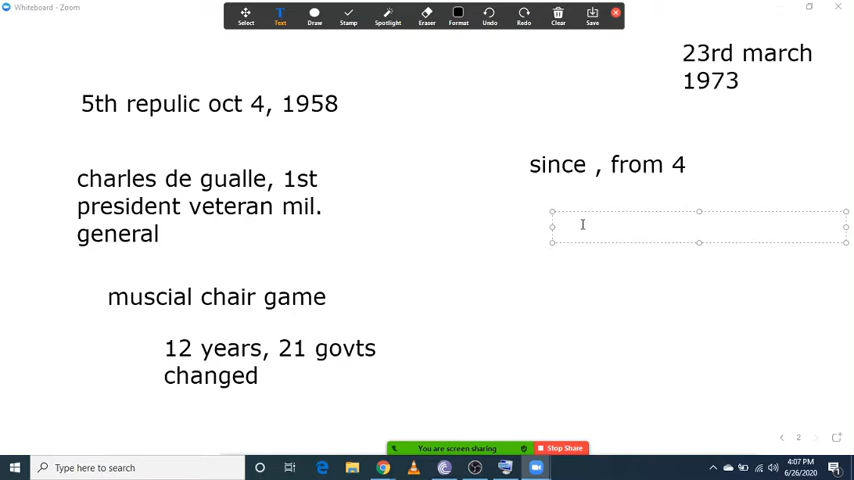 Whiteboard - Zoom
Select
Text
Draw
Stamp
Spotlight
Eraser
Format
Undo
Redo
Clear
Save
23rd march
1973
5th repulic oct 4, 1958
since , from 4
charles de gualle, 1st
president veteran mil.
general
muscial chair game
12 years, 21 govts
changed
2
You are screen sharing
Stop Share
Type here to search
4:07 PM
6/26/2020